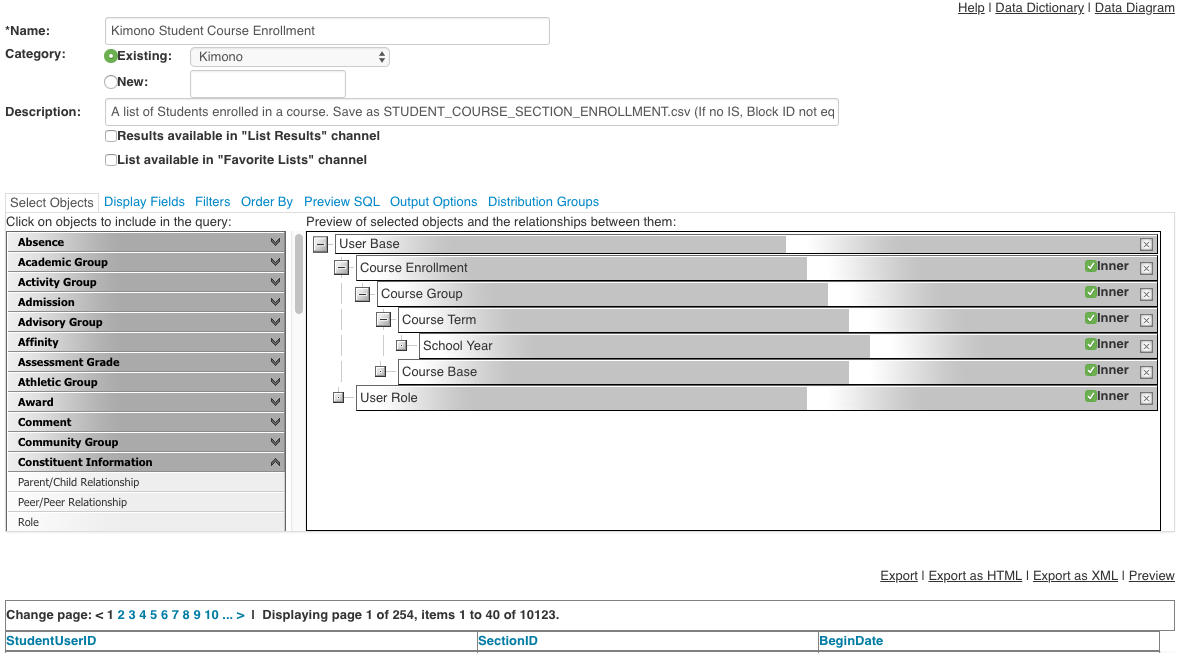 Help | Data Dictionary | Data Diagram
*Name: Kimono Student Course Enrollment
Category: Existing: Kimono
New:
Description: A list of Students enrolled in a course. Save as STUDENT_COURSE_SECTION_ENROLLMENT.csv (If no IS, Block ID not eq
Results available in "List Results" channel
List available in "Favorite Lists" channel
Select Objects Display Fields Filters Order By Preview SQL Output Options Distribution Groups
Click on objects to include in the query:
Absence
Academic Group
Activity Group
Admission
Advisory Group
Affinity
Assessment Grade
Athletic Group
Award
Comment
Community Group
Constituent Information
Parent/Child Relationship
Peer/Peer Relationship
Role
Preview of selected objects and the relationships between them:
User Base
Course Enrollment Inner
Course Group Inner
Course Term Inner
School Year Inner
Course Base Inner
User Role Inner
Export | Export as HTML | Export as XML | Preview
Change page: < 1 2 3 4 5 6 7 8 9 10 ... > | Displaying page 1 of 254, items 1 to 40 of 10123.
StudentUserID SectionID BeginDate